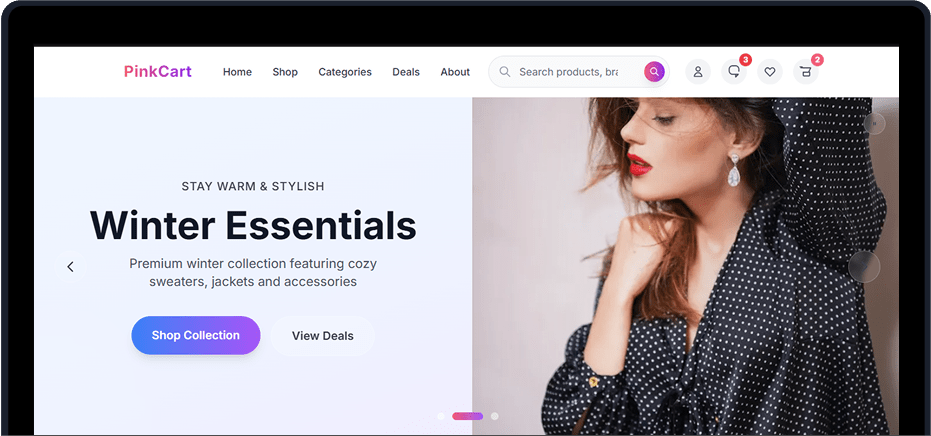 PinkCart
Home
Shop
Categories
Deals
About
Search products, bra
3
2
STAY WARM & STYLISH
Winter Essentials
Premium winter collection featuring cozy
sweaters, jackets and accessories
Shop Collection
View Deals